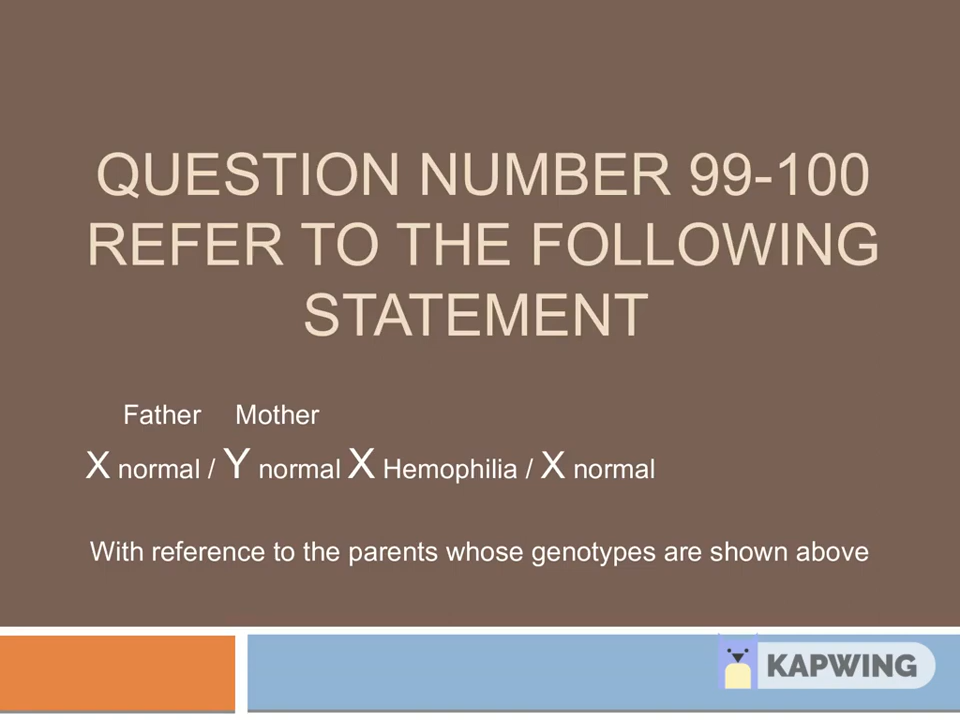 QUESTION NUMBER 99-100
REFER TO THE FOLLOWING
STATEMENT
Father Mother
X normal / Y normal X Hemophilia / X normal
With reference to the parents whose genotypes are shown above
KAPWING